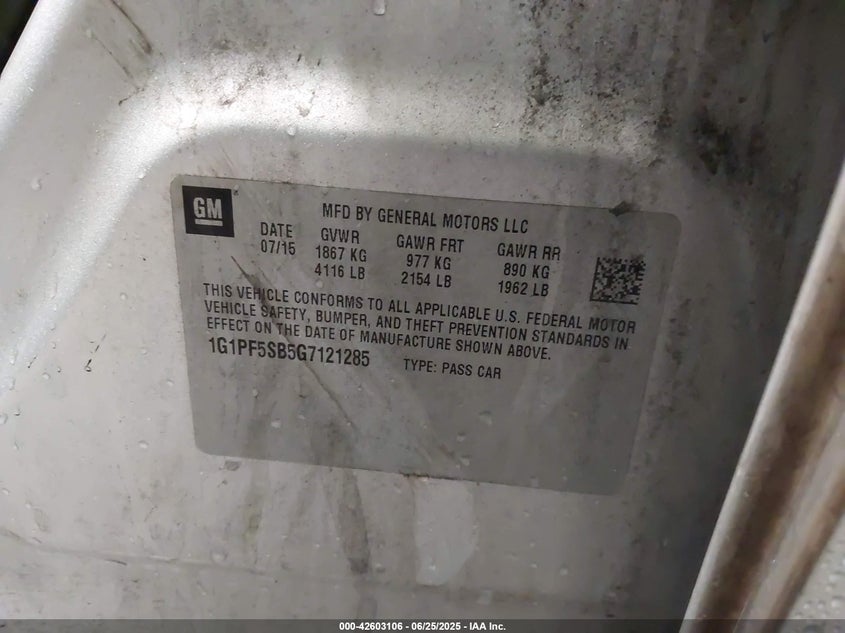 GM
MFD BY GENERAL MOTORS LLC
DATE GVWR GAWR FRT GAWR RR
07/15 1867 KG 977 KG 890 KG
4116 LB 2154 LB 1962 LB
THIS VEHICLE CONFORMS TO ALL APPLICABLE U.S. FEDERAL MOTOR
VEHICLE SAFETY, BUMPER, AND THEFT PREVENTION STANDARDS IN
EFFECT ON THE DATE OF MANUFACTURE SHOWN ABOVE.
1G1PF5SB5G7121285 TYPE: PASS CAR
000-42603106 - 06/25/2025 - IAA Inc.